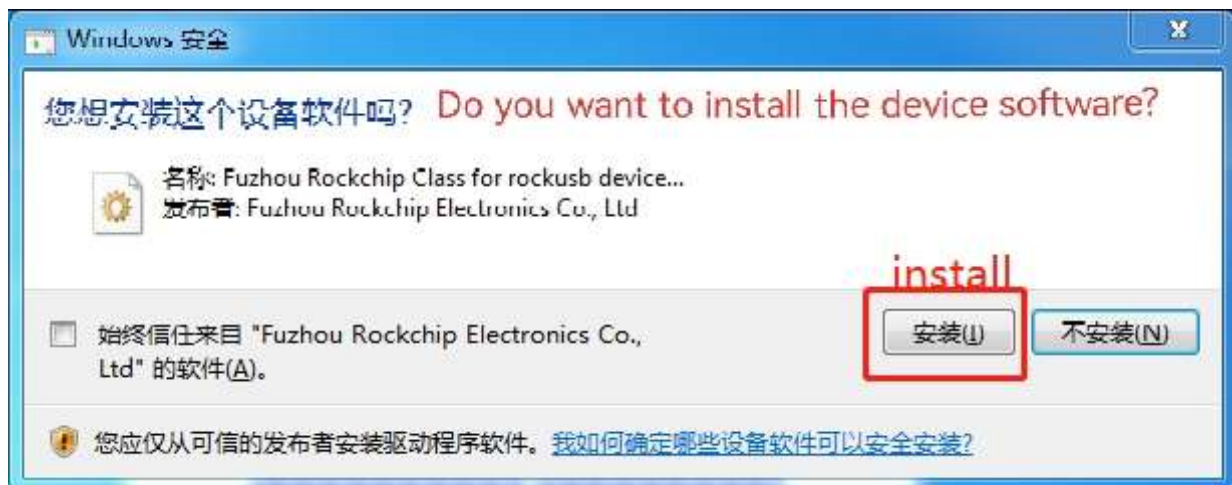 Windows 安全
您想安装这个设备软件吗? Do you want to install the device software?
名称: Fuzhou Rockchip Class for rockusb device...
发布者: Fuzhou Rockchip Electronics Co., Ltd
install
始终信任来自 "Fuzhou Rockchip Electronics Co.,
Ltd" 的软件(A)。
安装(I)
不安装(N)
您应仅从可信的发布者安装驱动程序软件。我如何确定哪些设备软件可以安全安装?